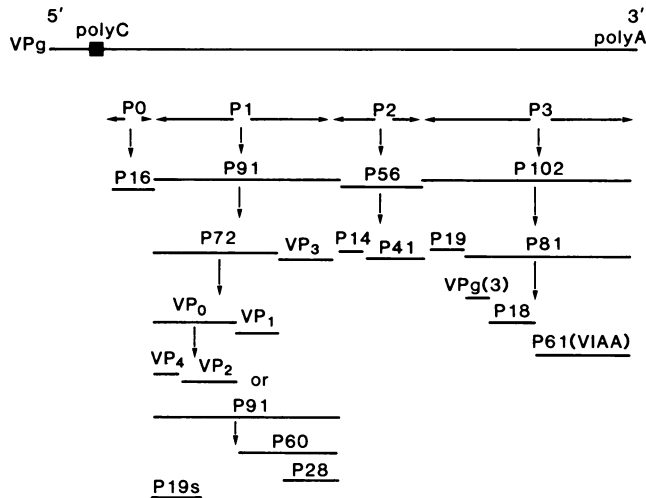 5′ 3′
VPg polyC polyA
P0 P1 P2 P3
P16 P91 P56 P102
P72 VP₃ P14 P41 P19 P81
VP₀ VP₁ VPg(3) P18
P61(VIAA)
VP₄ VP₂ or
P91
P60
P28
P19s